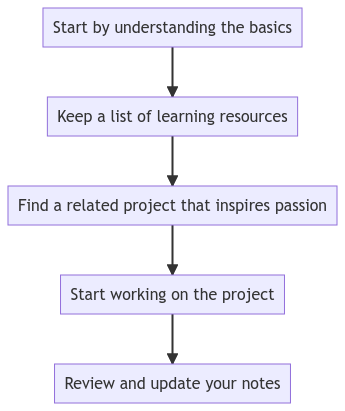 Start by understanding the basics
Keep a list of learning resources
Find a related project that inspires passion
Start working on the project
Review and update your notes